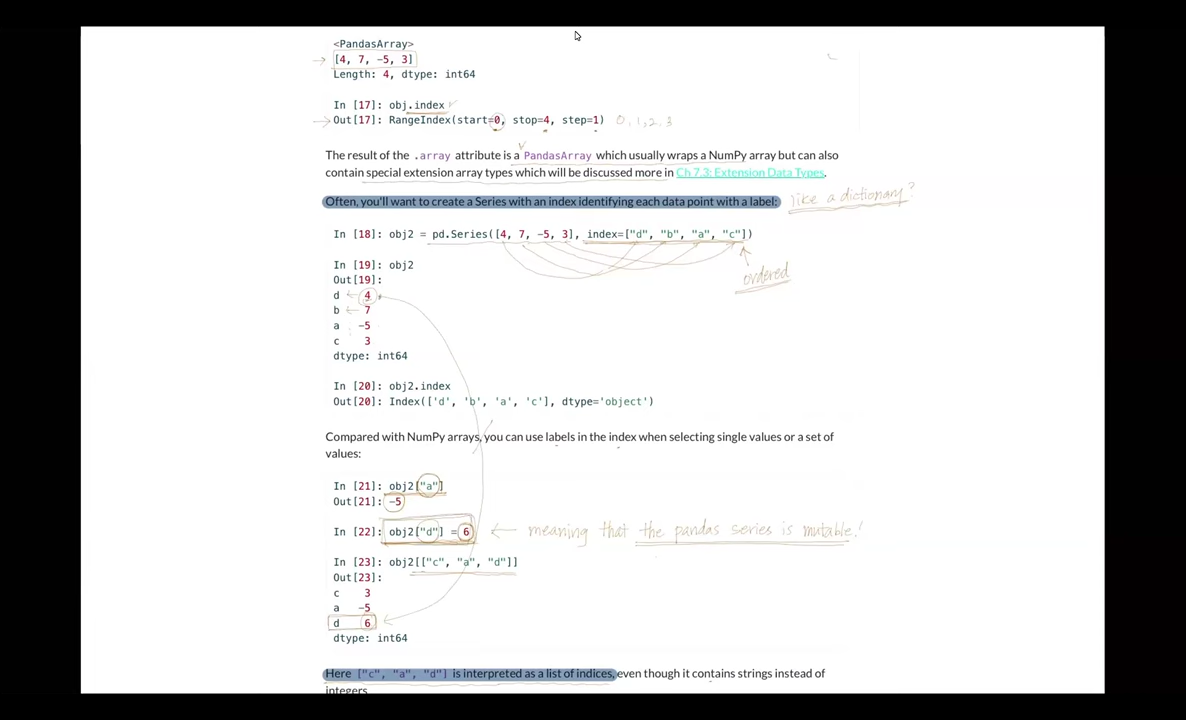 <PandasArray>
[4, 7, -5, 3]
Length: 4, dtype: int64
In [17]: obj.index
Out[17]: RangeIndex(start=0, stop=4, step=1) 0, 1, 2, 3
The result of the .array attribute is a PandasArray which usually wraps a NumPy array but can also
contain special extension array types which will be discussed more in Ch 7.3: Extension Data Types.
Often, you'll want to create a Series with an index identifying each data point with a label: like a dictionary?
In [18]: obj2 = pd.Series([4, 7, -5, 3], index=["d", "b", "a", "c"])
ordered
In [19]: obj2
Out[19]:
d 4
b 7
a -5
c 3
dtype: int64
In [20]: obj2.index
Out[20]: Index(['d', 'b', 'a', 'c'], dtype='object')
Compared with NumPy arrays, you can use labels in the index when selecting single values or a set of
values:
In [21]: obj2["a"]
Out[21]: -5
In [22]: obj2["d"] = 6 meaning that the pandas series is mutable!
In [23]: obj2[["c", "a", "d"]]
Out[23]:
c 3
a -5
d 6
dtype: int64
Here ["c", "a", "d"] is interpreted as a list of indices, even though it contains strings instead of
integers